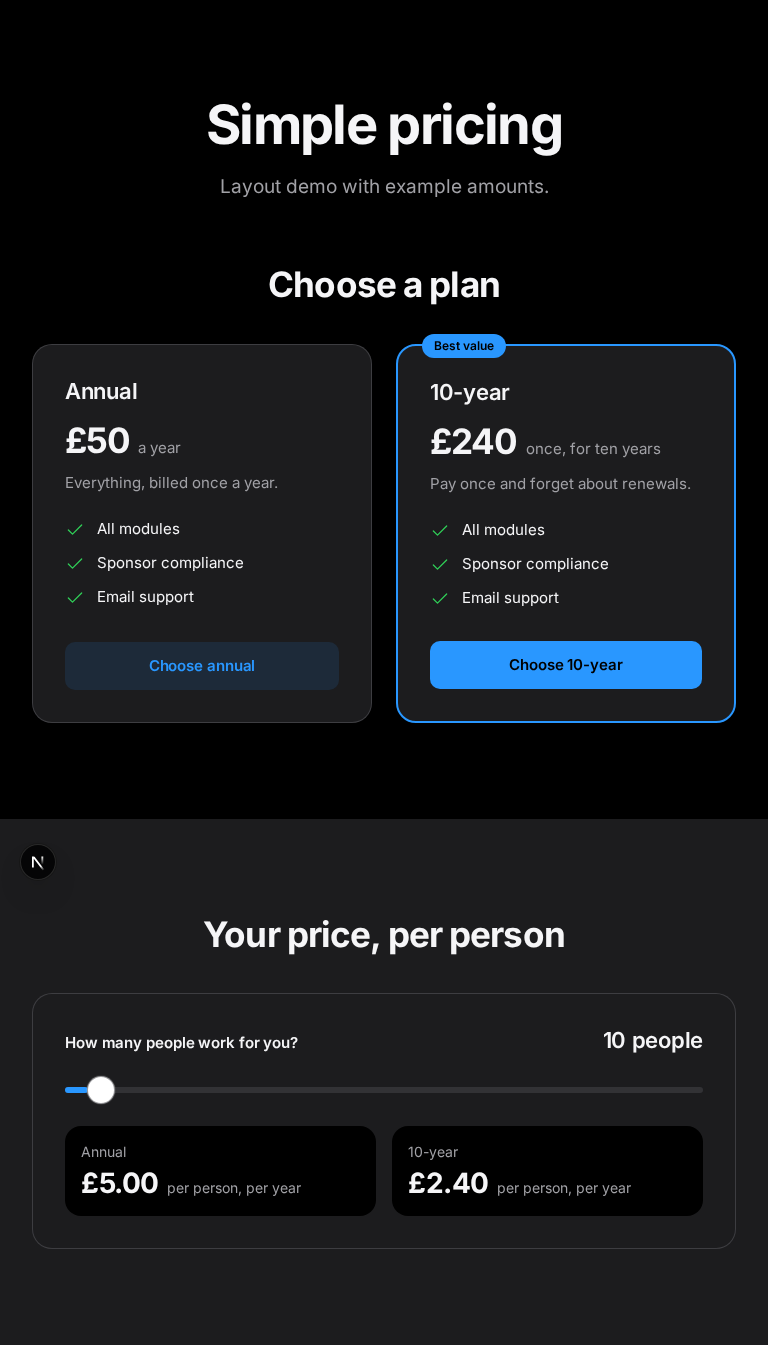 Simple pricing
Layout demo with example amounts.
Choose a plan
Annual
£50 a year
Everything, billed once a year.
All modules
Sponsor compliance
Email support
Choose annual
Best value
10-year
£240 once, for ten years
Pay once and forget about renewals.
All modules
Sponsor compliance
Email support
Choose 10-year
N
Your price, per person
How many people work for you?
10 people
Annual
£5.00 per person, per year
10-year
£2.40 per person, per year